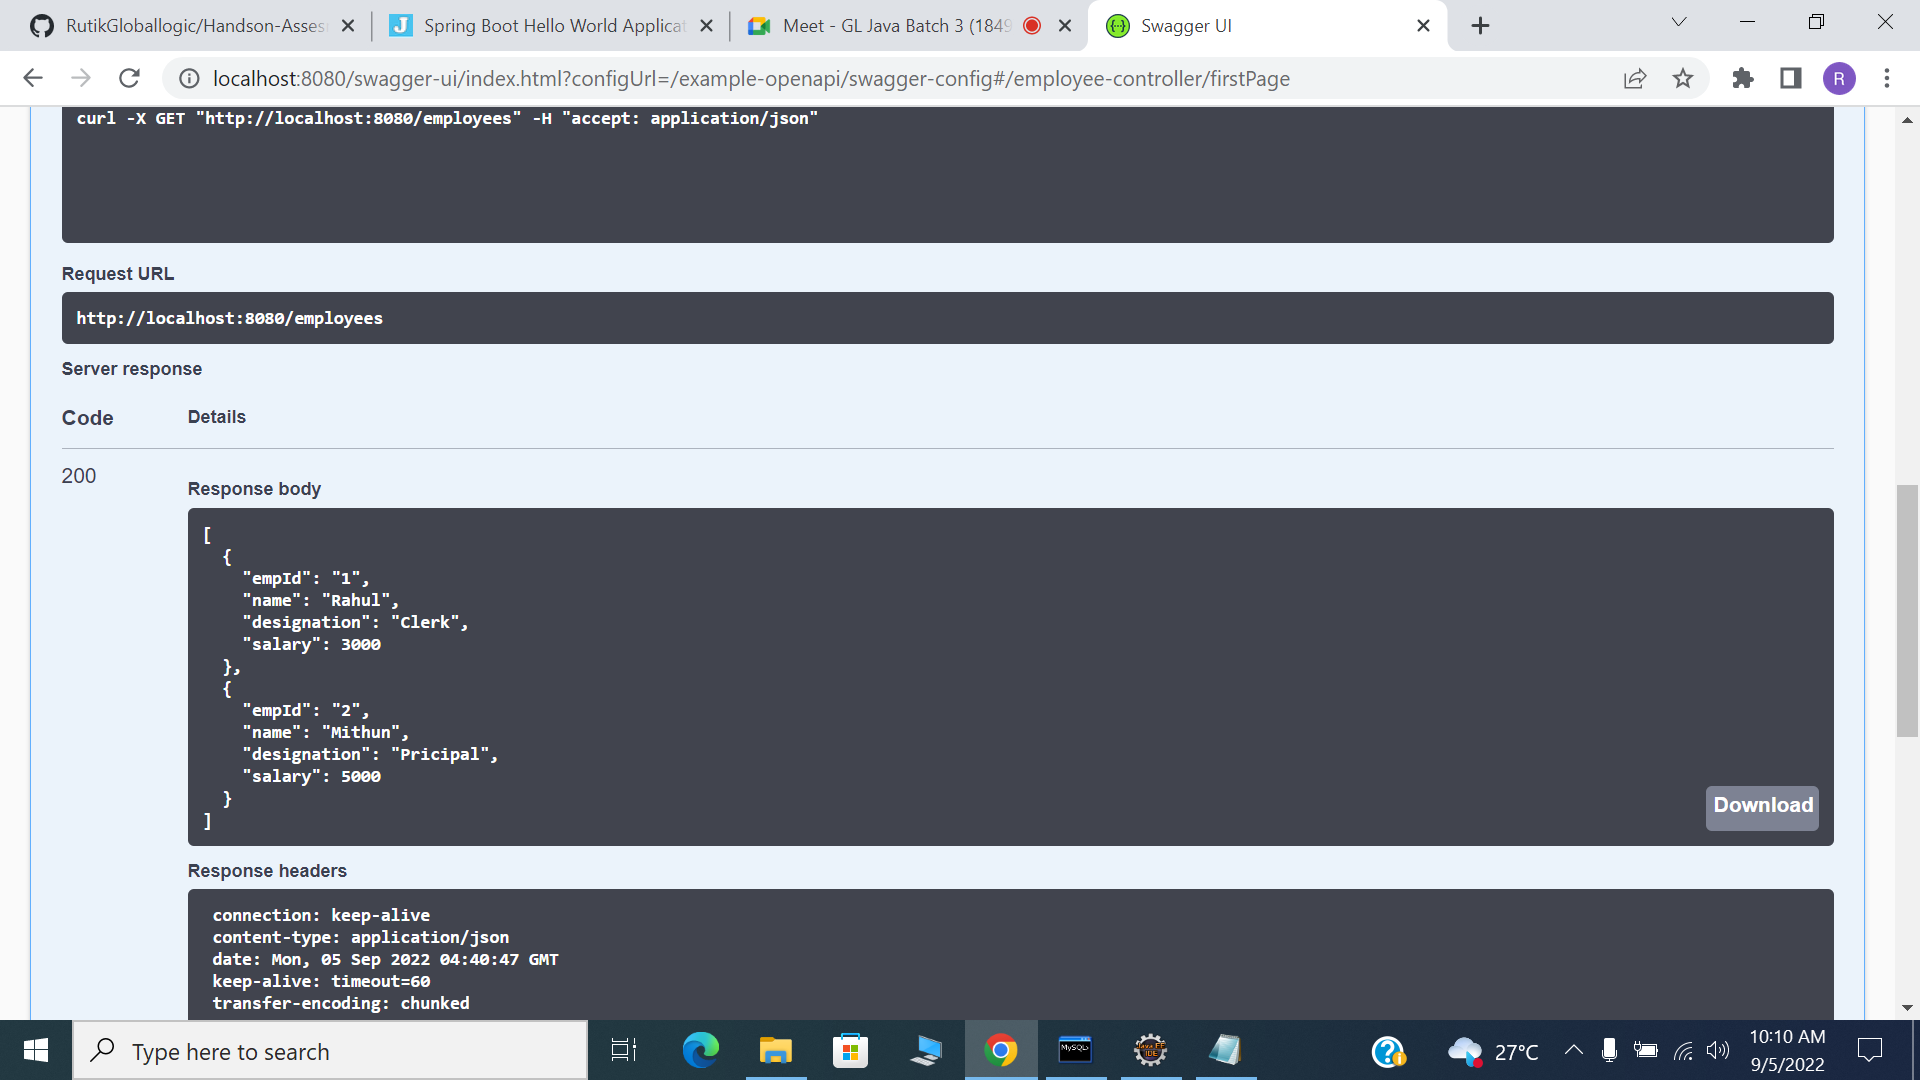 RutikGloballogic/Handson-Asses
Spring Boot Hello World Applicat
Meet - GL Java Batch 3 (1849
Swagger UI
localhost:8080/swagger-ui/index.html?configUrl=/example-openapi/swagger-config#/employee-controller/firstPage
R
curl -X GET "http://localhost:8080/employees" -H "accept: application/json"
Request URL
http://localhost:8080/employees
Server response
Code Details
200
Response body
[
{
"empId": "1",
"name": "Rahul",
"designation": "Clerk",
"salary": 3000
},
{
"empId": "2",
"name": "Mithun",
"designation": "Pricipal",
"salary": 5000
}
]
Download
Response headers
connection: keep-alive
content-type: application/json
date: Mon, 05 Sep 2022 04:40:47 GMT
keep-alive: timeout=60
transfer-encoding: chunked
Type here to search
MySQL
Java EE
IDE
27°C
10:10 AM
9/5/2022